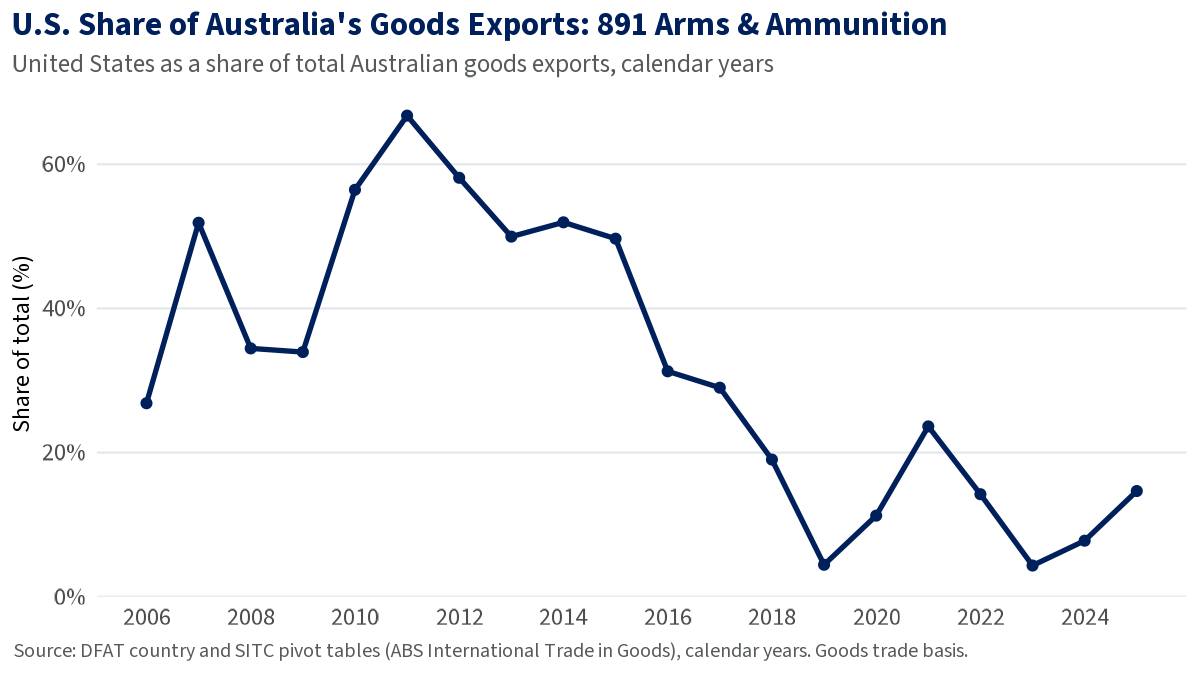 U.S. Share of Australia's Goods Exports: 891 Arms & Ammunition
United States as a share of total Australian goods exports, calendar years
Share of total (%)
60%
40%
20%
0%
2006 2008 2010 2012 2014 2016 2018 2020 2022 2024
Source: DFAT country and SITC pivot tables (ABS International Trade in Goods), calendar years. Goods trade basis.